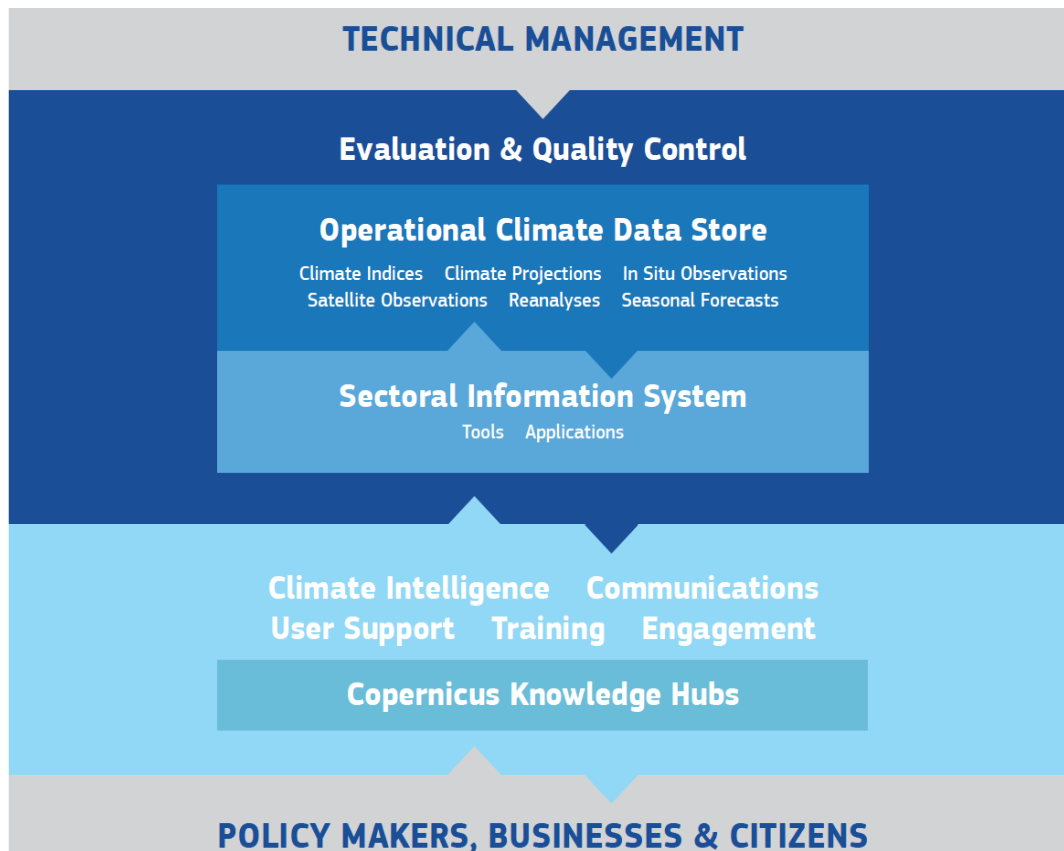 TECHNICAL MANAGEMENT
Evaluation & Quality Control
Operational Climate Data Store
Climate Indices Climate Projections In Situ Observations
Satellite Observations Reanalyses Seasonal Forecasts
Sectoral Information System
Tools Applications
Climate Intelligence Communications
User Support Training Engagement
Copernicus Knowledge Hubs
POLICY MAKERS, BUSINESSES & CITIZENS